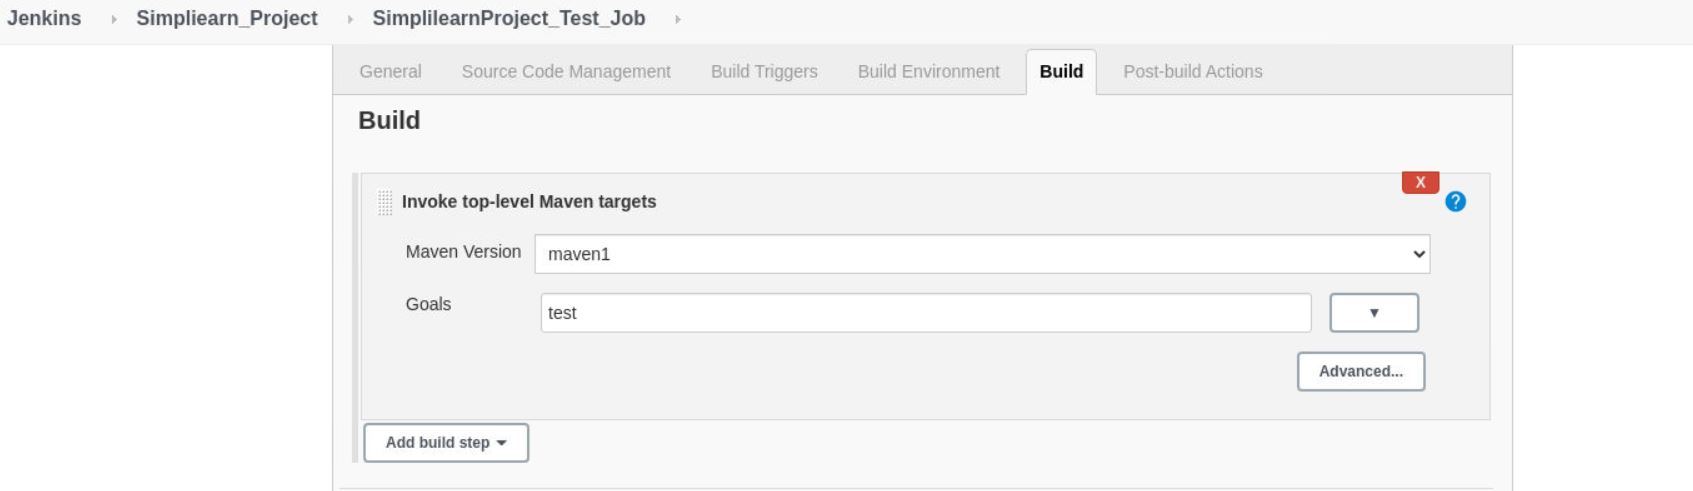 Jenkins Simpliearn_Project SimplilearnProject_Test_Job
General Source Code Management Build Triggers Build Environment Build Post-build Actions
Build
X
Invoke top-level Maven targets ?
Maven Version maven1
Goals test
Advanced...
Add build step